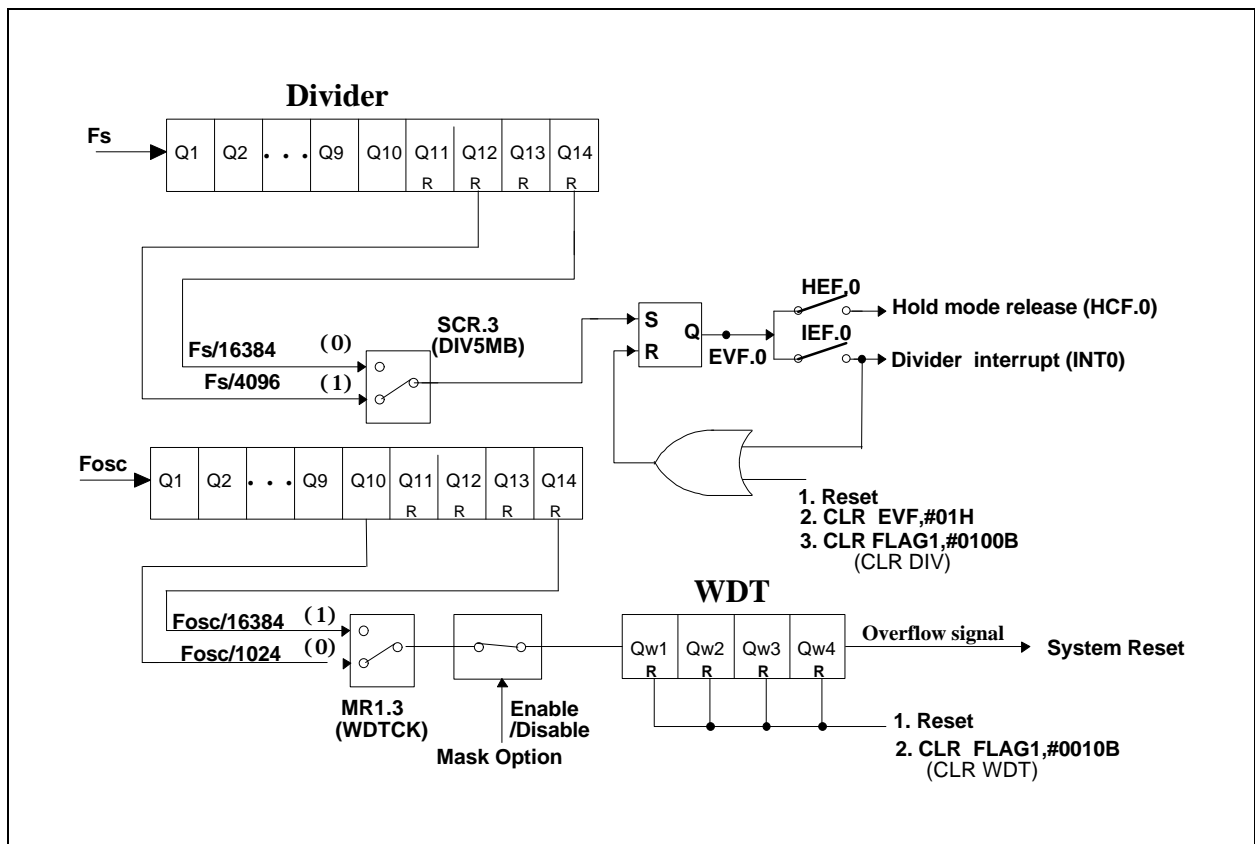 Divider
Fs
Q1 Q2 . . . Q9 Q10 Q11 Q12 Q13 Q14
R R R R
HEF.0
Hold mode release (HCF.0)
SCR.3
(DIV5MB)
S
Q
R
EVF.0
IEF.0
Divider interrupt (INT0)
Fs/16384 (0)
Fs/4096 (1)
Fosc
Q1 Q2 . . . Q9 Q10 Q11 Q12 Q13 Q14
R R R R
1. Reset
2. CLR EVF,#01H
3. CLR FLAG1,#0100B
(CLR DIV)
WDT
Fosc/16384 (1)
Fosc/1024 (0)
Qw1 Qw2 Qw3 Qw4
R R R R
Overflow signal
System Reset
MR1.3
(WDTCK)
Enable
/Disable
Mask Option
1. Reset
2. CLR FLAG1,#0010B
(CLR WDT)